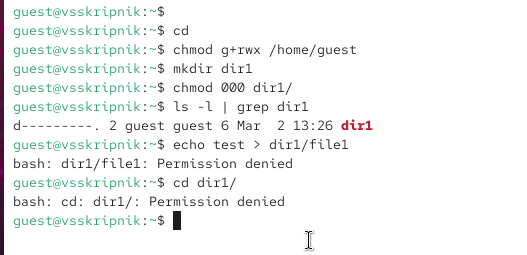 guest@vsskripnik:~$
guest@vsskripnik:~$ cd
guest@vsskripnik:~$ chmod g+rwx /home/guest
guest@vsskripnik:~$ mkdir dir1
guest@vsskripnik:~$ chmod 000 dir1/
guest@vsskripnik:~$ ls -l | grep dir1
d---------. 2 guest guest 6 Mar  2 13:26 dir1
guest@vsskripnik:~$ echo test > dir1/file1
bash: dir1/file1: Permission denied
guest@vsskripnik:~$ cd dir1/
bash: cd: dir1/: Permission denied
guest@vsskripnik:~$